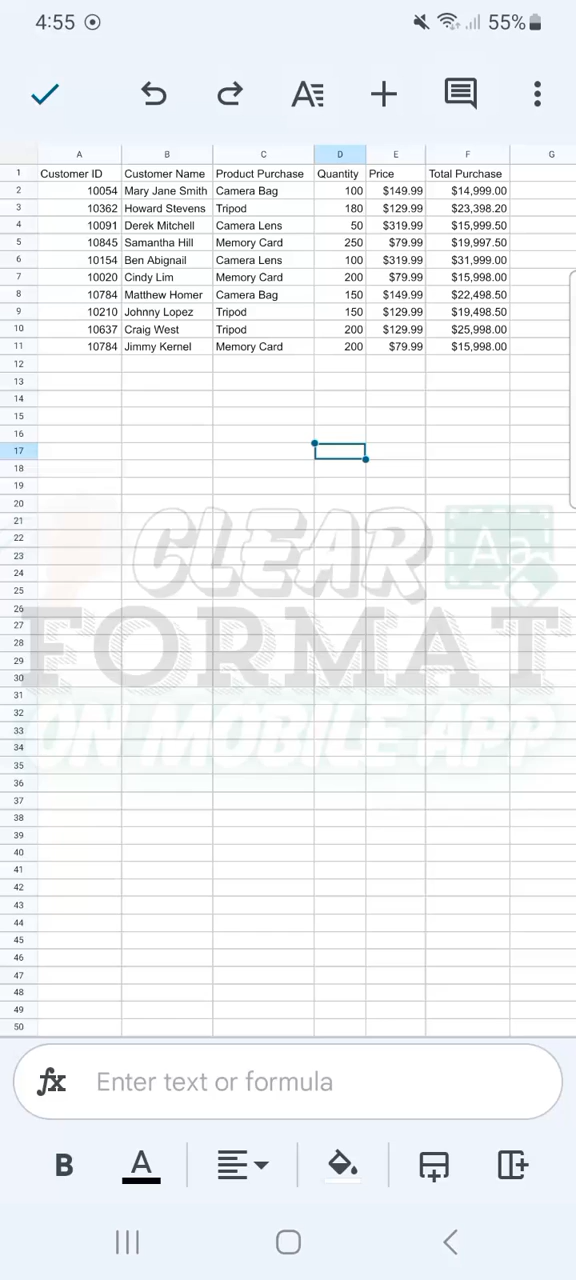 4:55 55%
A B C D E F G
1 Customer ID Customer Name Product Purchase Quantity Price Total Purchase
2 10054 Mary Jane Smith Camera Bag 100 $149.99 $14,999.00
3 10362 Howard Stevens Tripod 180 $129.99 $23,398.20
4 10091 Derek Mitchell Camera Lens 50 $319.99 $15,999.50
5 10845 Samantha Hill Memory Card 250 $79.99 $19,997.50
6 10154 Ben Abignail Camera Lens 100 $319.99 $31,999.00
7 10020 Cindy Lim Memory Card 200 $79.99 $15,998.00
8 10784 Matthew Homer Camera Bag 150 $149.99 $22,498.50
9 10210 Johnny Lopez Tripod 150 $129.99 $19,498.50
10 10637 Craig West Tripod 200 $129.99 $25,998.00
11 10784 Jimmy Kernel Memory Card 200 $79.99 $15,998.00
12
13
14
15
16
17
18
19
20
21
22
23
24
25
26
27
28
29
30
31
32
33
34
35
36
37
38
39
40
41
42
43
44
45
46
47
48
49
50
CLEAR Aa
FORMAT
ON MOBILE APP
fx Enter text or formula
B A